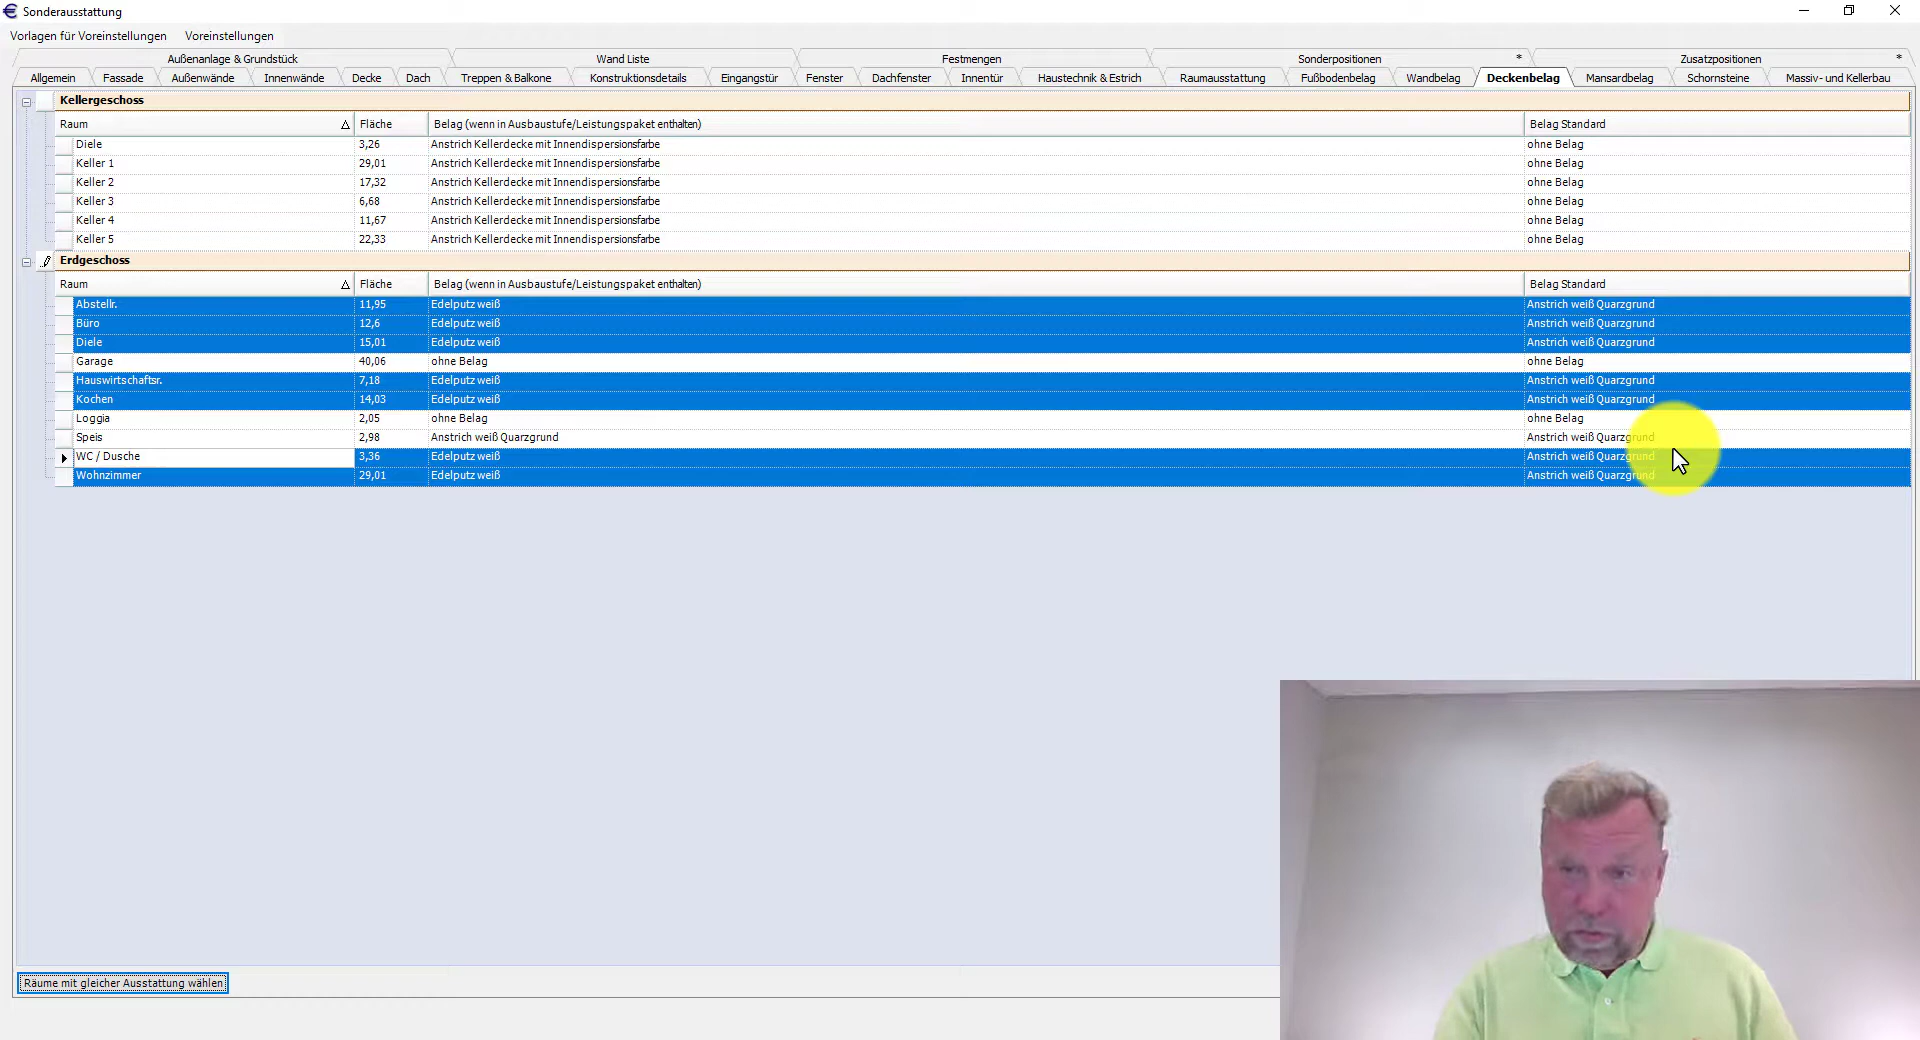 Sonderausstattung
Vorlagen für Voreinstellungen Voreinstellungen
Außenanlage & Grundstück Wand Liste Festmengen Sonderpositionen * Zusatzpositionen *
Allgemein Fassade Außenwände Innenwände Decke Dach Treppen & Balkone Konstruktionsdetails Eingangstür Fenster Dachfenster Innentür Haustechnik & Estrich Raumausstattung Fußbodenbelag Wandbelag Deckenbelag Mansardbelag Schornsteine Massiv- und Kellerbau
Kellergeschoss
Raum Fläche Belag (wenn in Ausbaustufe/Leistungspaket enthalten) Belag Standard
Diele 3,26 Anstrich Kellerdecke mit Innendispersionsfarbe ohne Belag
Keller 1 29,01 Anstrich Kellerdecke mit Innendispersionsfarbe ohne Belag
Keller 2 17,32 Anstrich Kellerdecke mit Innendispersionsfarbe ohne Belag
Keller 3 6,68 Anstrich Kellerdecke mit Innendispersionsfarbe ohne Belag
Keller 4 11,67 Anstrich Kellerdecke mit Innendispersionsfarbe ohne Belag
Keller 5 22,33 Anstrich Kellerdecke mit Innendispersionsfarbe ohne Belag
Erdgeschoss
Raum Fläche Belag (wenn in Ausbaustufe/Leistungspaket enthalten) Belag Standard
Abstellr. 11,95 Edelputz weiß Anstrich weiß Quarzgrund
Büro 12,6 Edelputz weiß Anstrich weiß Quarzgrund
Diele 15,01 Edelputz weiß Anstrich weiß Quarzgrund
Garage 40,06 ohne Belag ohne Belag
Hauswirtschaftsr. 7,18 Edelputz weiß Anstrich weiß Quarzgrund
Kochen 14,03 Edelputz weiß Anstrich weiß Quarzgrund
Loggia 2,05 ohne Belag ohne Belag
Speis 2,98 Anstrich weiß Quarzgrund Anstrich weiß Quarzgrund
WC / Dusche 3,36 Edelputz weiß Anstrich weiß Quarzgrund
Wohnzimmer 29,01 Edelputz weiß Anstrich weiß Quarzgrund
Räume mit gleicher Ausstattung wählen